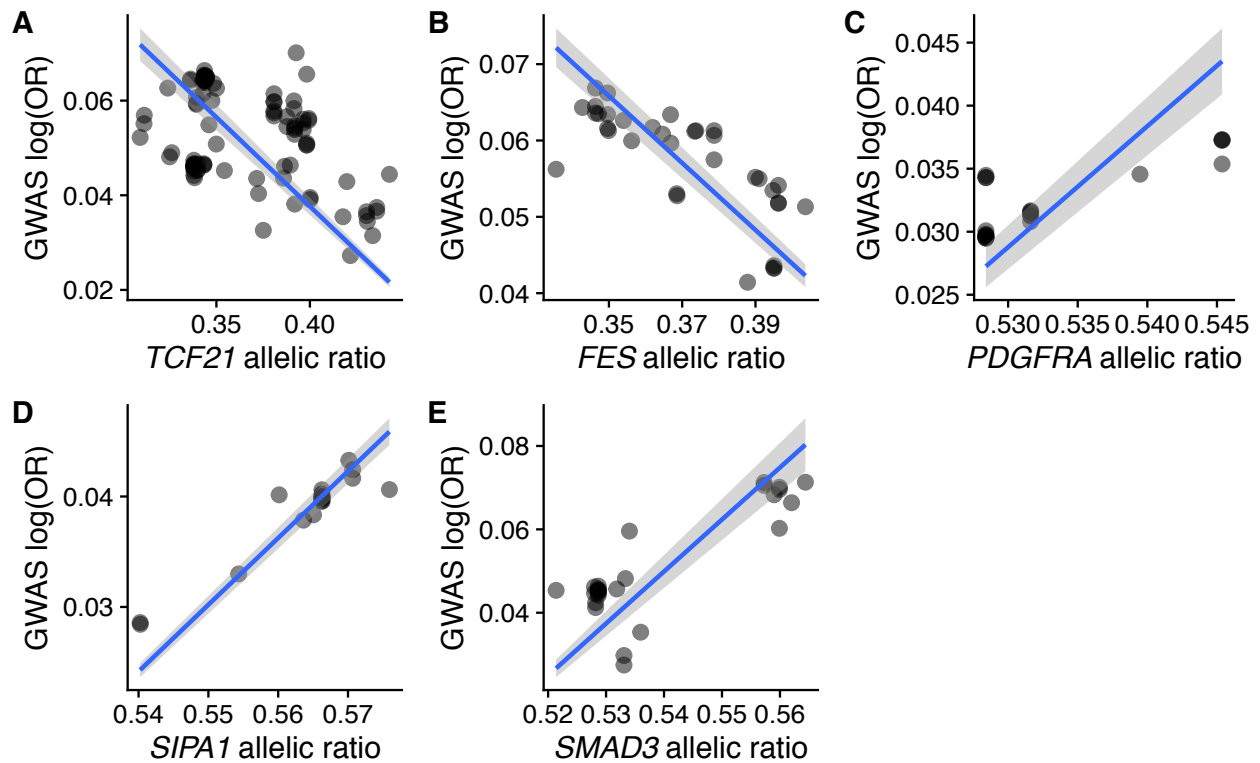 A
GWAS log(OR)
0.06
0.04
0.02
0.35 0.40
TCF21 allelic ratio
B
GWAS log(OR)
0.07
0.06
0.05
0.04
0.35 0.37 0.39
FES allelic ratio
C
GWAS log(OR)
0.045
0.040
0.035
0.030
0.025
0.530 0.535 0.540 0.545
PDGFRA allelic ratio
D
GWAS log(OR)
0.04
0.03
0.54 0.55 0.56 0.57
SIPA1 allelic ratio
E
GWAS log(OR)
0.08
0.06
0.04
0.52 0.53 0.54 0.55 0.56
SMAD3 allelic ratio